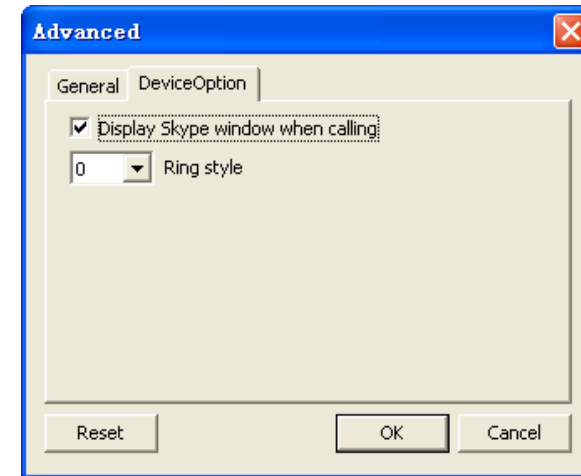 Advanced
General DeviceOption
Display Skype window when calling
0 Ring style
Reset OK Cancel